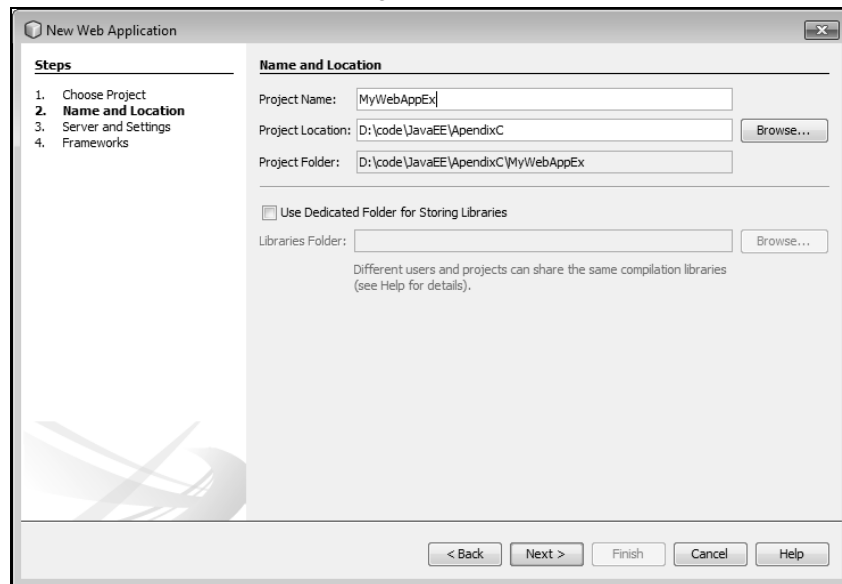 New Web Application
Steps
1. Choose Project
2. Name and Location
3. Server and Settings
4. Frameworks
Name and Location
Project Name: MyWebAppEx
Project Location: D:\code\JavaEE\ApendixC Browse...
Project Folder: D:\code\JavaEE\ApendixC\MyWebAppEx
Use Dedicated Folder for Storing Libraries
Libraries Folder: Browse...
Different users and projects can share the same compilation libraries
(see Help for details).
< Back Next > Finish Cancel Help